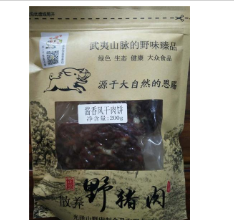 武夷山脉的野味臻品
绿色 生态 健康 大众食品
源于大自然的恩赐
酱香风干肉饼
净含量:200g
散养
野猪肉